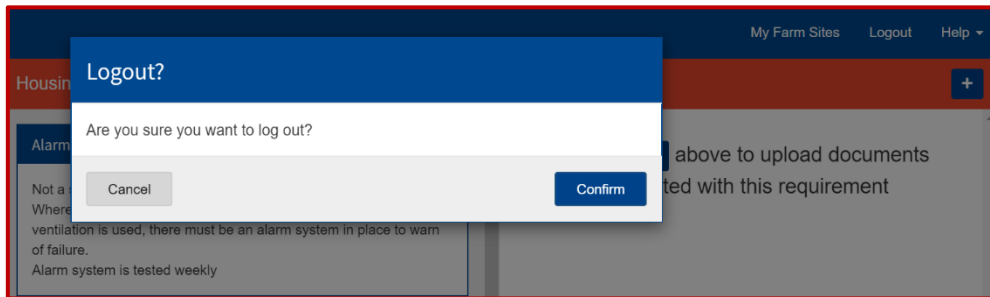 My Farm Sites Logout Help
Logout?
Housin
+
Are you sure you want to log out?
Alarm
above to upload documents
Not a
Cancel
Confirm
ted with this requirement
Where
ventilation is used, there must be an alarm system in place to warn
of failure.
Alarm system is tested weekly